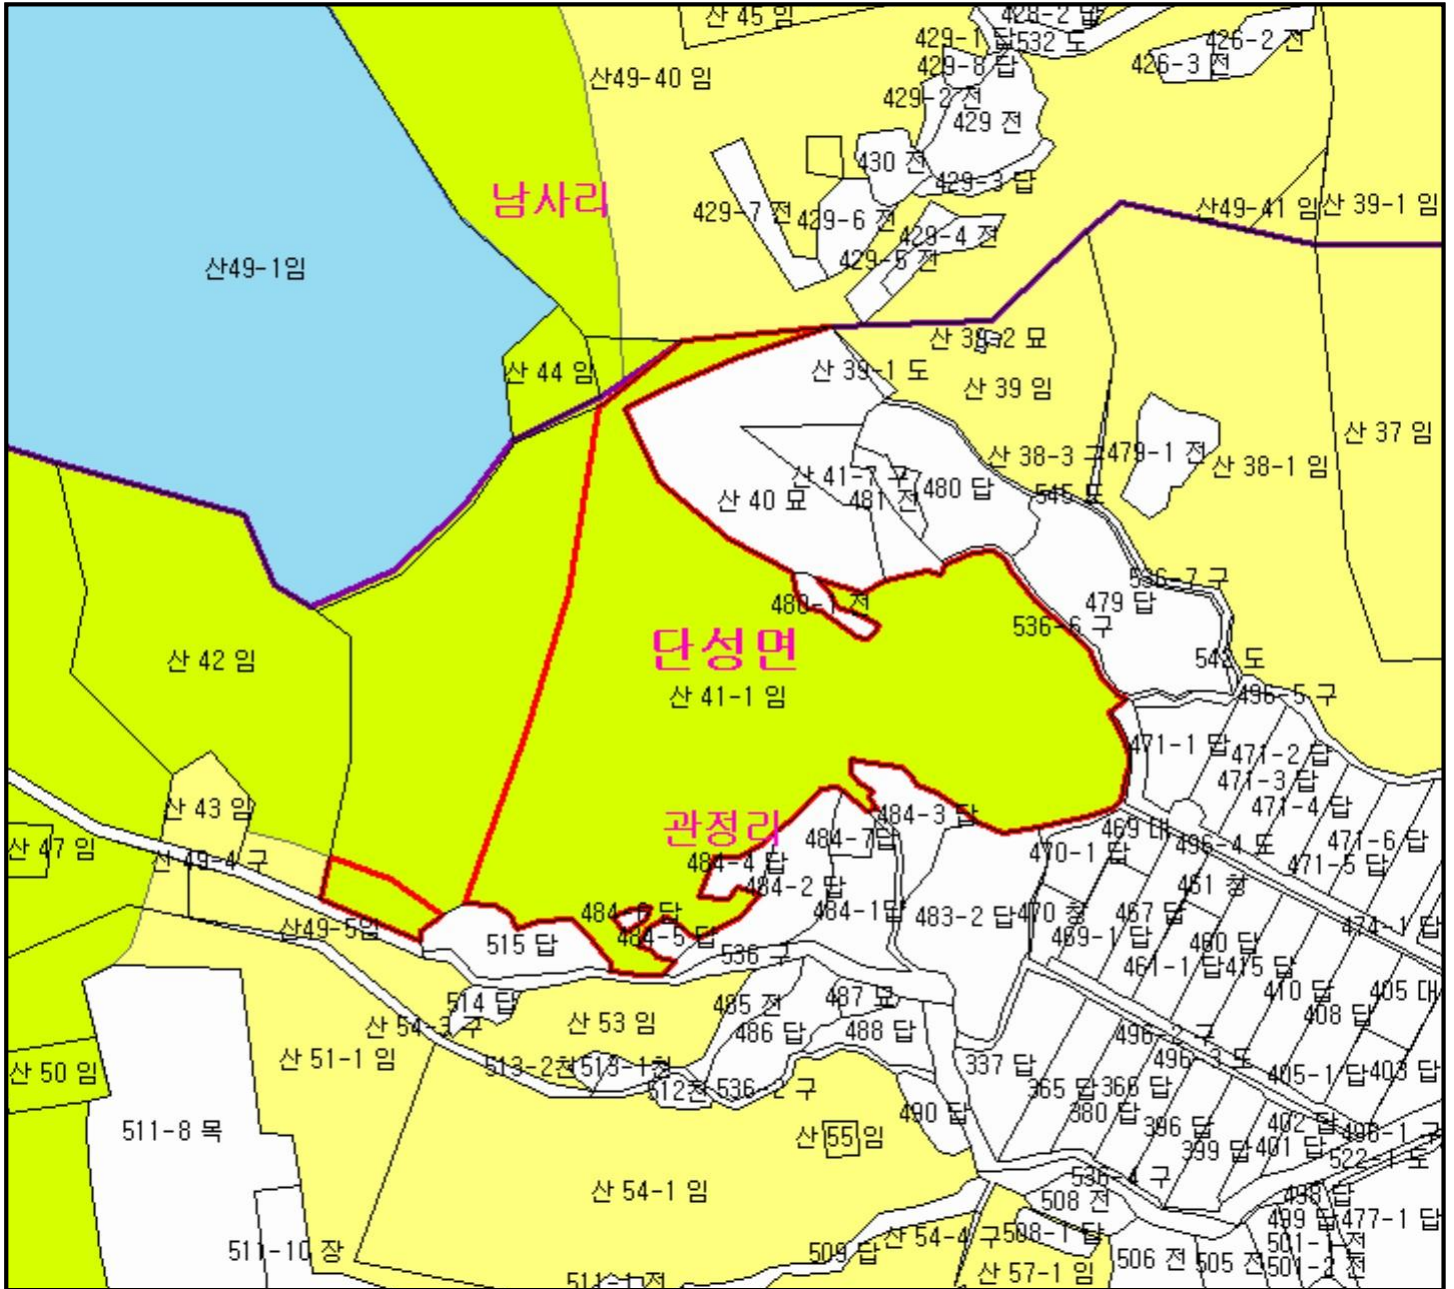 산 45 임
428-2 답
429-1 답
532 도
426-2 전
산49-40 임
429-8 답
426-3 전
429-2 전
429 전
430 전
429-3 답
남사리
429-7 전
429-6 전
산49-41 임
산 39-1 임
429-4 전
429-5 전
산49-1임
산 39-2 묘
산 44 임
산 39-1 도
산 39 임
산 37 임
산 38-3 구
479-1 전
산 38-1 임
산 41-7 구
480 답
545 도
산 40 묘
481 전
536-7 구
479 답
536-6 구
단성면
산 42 임
산 41-1 임
496-5 구
471-1 답
471-2 답
471-3 답
471-4 답
산 43 임
484-3 답
관정리
469 대
484-7답
496-4 도
471-6 답
산 47 임
산 49-4 구
484-4 답
470-1 답
471-5 답
484-2 답
461 창
484-6 답
484-1답
483-2 답
470 창
467 답
474-1 답
산49-5임
484-5 답
469-1 답
460 답
515 답
536 구
461-1 답
415 답
485 전
487 묘
410 답
405 대
514 답
408 답
산 54-3 구
산 53 임
486 답
488 답
496-2 구
산 51-1 임
496-3 도
337 답
산 50 임
513-2천
513-1천
405-1 답
403 답
512천
536-2 구
365 답
366 답
380 답
490 답
511-8 목
산 55 임
396 답
402 답
496-1 구
399 답
401 답
522-1 도
536-4 구
산 54-1 임
508 전
498 답
499 답
477-1 답
511-10 장
509 답
산 54-4 구
508-1 답
501-1 전
506 전
505 전
501-2 전
산 57-1 임
511-1 전